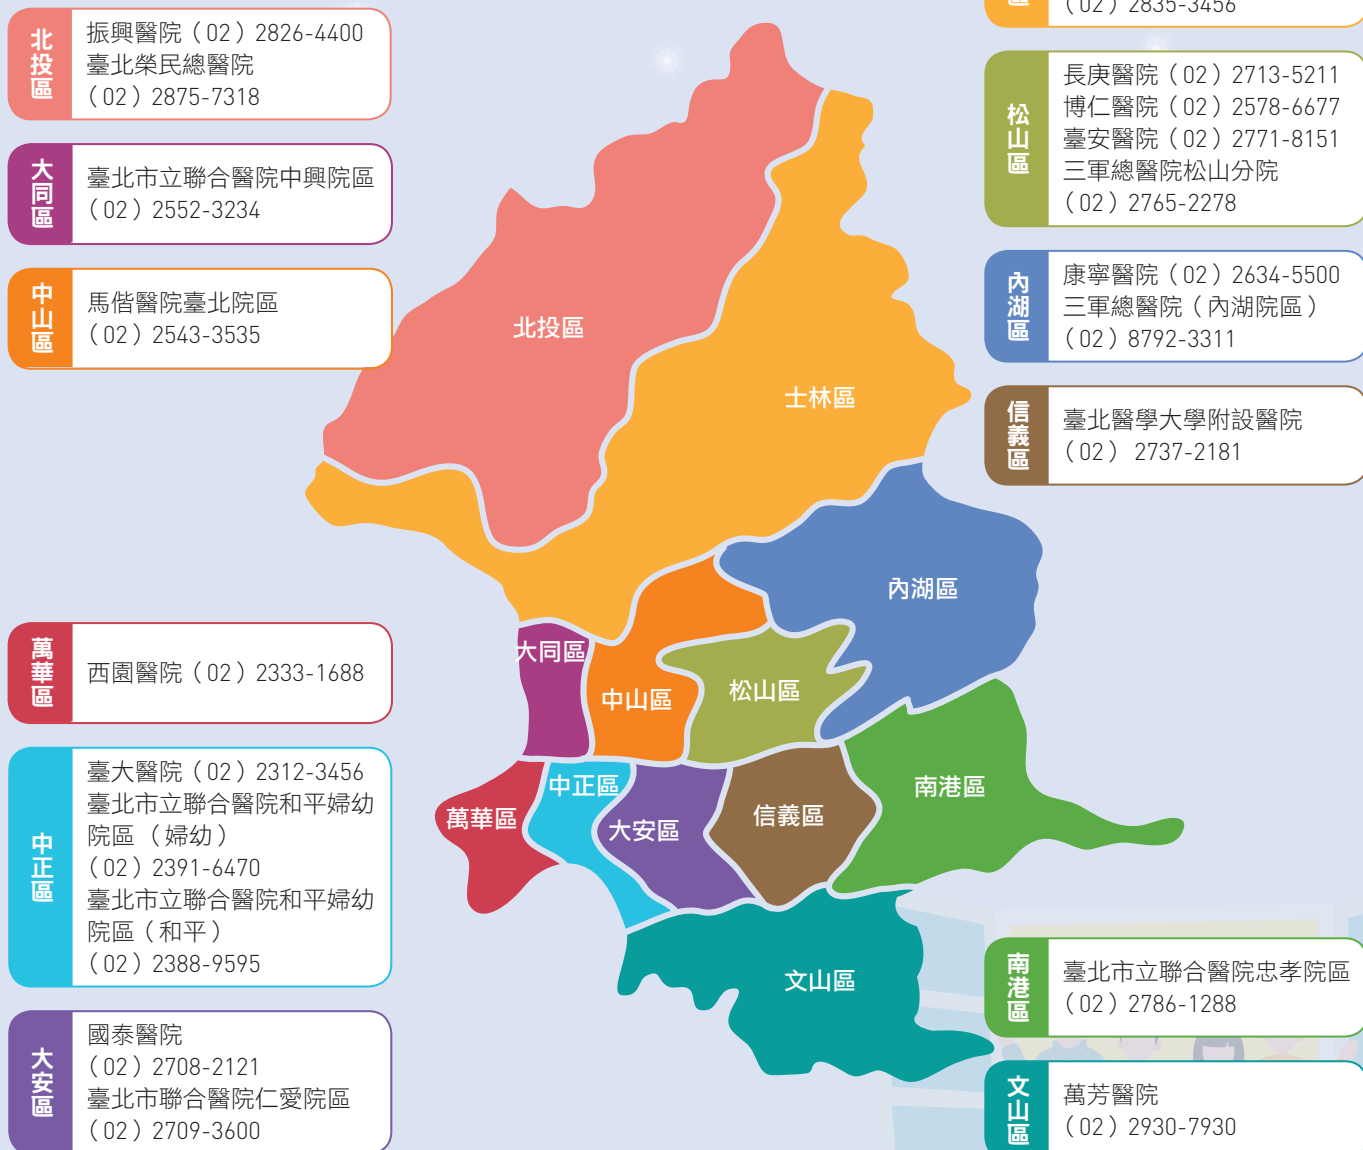 北投區
振興醫院（02）2826-4400
臺北榮民總醫院
（02）2875-7318
大同區
臺北市立聯合醫院中興院區
（02）2552-3234
中山區
馬偕醫院臺北院區
（02）2543-3535
萬華區
西園醫院（02）2333-1688
中正區
臺大醫院（02）2312-3456
臺北市立聯合醫院和平婦幼
院區 （婦幼）
（02）2391-6470
臺北市立聯合醫院和平婦幼
院區（和平）
（02）2388-9595
大安區
國泰醫院
（02）2708-2121
臺北市聯合醫院仁愛院區
（02）2709-3600
北投區
士林區
內湖區
大同區
中山區
松山區
萬華區
中正區
大安區
信義區
南港區
文山區
區
（02）2835-3456
松山區
長庚醫院（02）2713-5211
博仁醫院（02）2578-6677
臺安醫院（02）2771-8151
三軍總醫院松山分院
（02）2765-2278
內湖區
康寧醫院（02）2634-5500
三軍總醫院（內湖院區）
（02）8792-3311
信義區
臺北醫學大學附設醫院
（02） 2737-2181
南港區
臺北市立聯合醫院忠孝院區
（02）2786-1288
文山區
萬芳醫院
（02）2930-7930